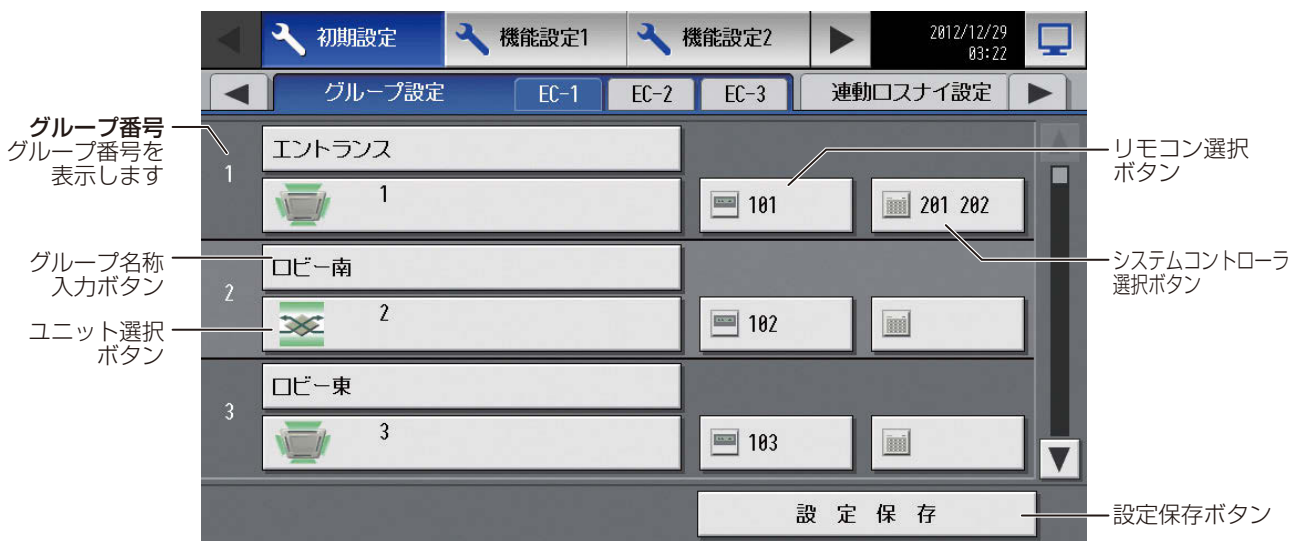 初期設定
機能設定1
機能設定2
2012/12/29
03:22
グループ設定
EC-1
EC-2
EC-3
連動ロスナイ設定
グループ番号
グループ番号を
表示します
1
エントランス
1
101
201 202
リモコン選択
ボタン
システムコントローラ
選択ボタン
グループ名称
入力ボタン
ユニット選択
ボタン
2
ロビー南
2
102
3
ロビー東
3
103
設定保存
設定保存ボタン